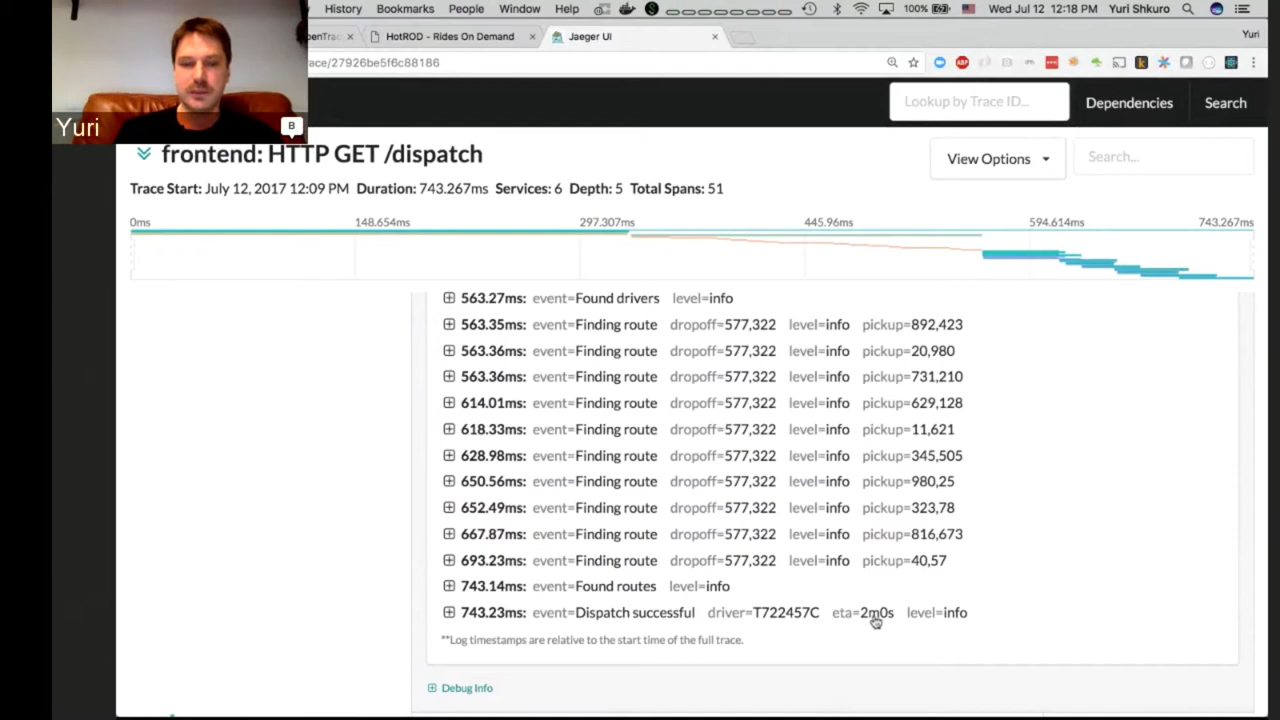 History Bookmarks People Window Help 100% Wed Jul 12 12:18 PM Yuri Shkuro
HotROD - Rides On Demand Jaeger UI Yuri
race/27926be5f6c88186
Lookup by Trace ID... Dependencies Search
Yuri B
frontend: HTTP GET /dispatch View Options Search...
Trace Start: July 12, 2017 12:09 PM Duration: 743.267ms Services: 6 Depth: 5 Total Spans: 51
0ms 148.654ms 297.307ms 445.96ms 594.614ms 743.267ms
563.27ms: event=Found drivers level=info
563.35ms: event=Finding route dropoff=577,322 level=info pickup=892,423
563.36ms: event=Finding route dropoff=577,322 level=info pickup=20,980
563.36ms: event=Finding route dropoff=577,322 level=info pickup=731,210
614.01ms: event=Finding route dropoff=577,322 level=info pickup=629,128
618.33ms: event=Finding route dropoff=577,322 level=info pickup=11,621
628.98ms: event=Finding route dropoff=577,322 level=info pickup=345,505
650.56ms: event=Finding route dropoff=577,322 level=info pickup=980,25
652.49ms: event=Finding route dropoff=577,322 level=info pickup=323,78
667.87ms: event=Finding route dropoff=577,322 level=info pickup=816,673
693.23ms: event=Finding route dropoff=577,322 level=info pickup=40,57
743.14ms: event=Found routes level=info
743.23ms: event=Dispatch successful driver=T722457C eta=2m0s level=info
**Log timestamps are relative to the start time of the full trace.
Debug Info